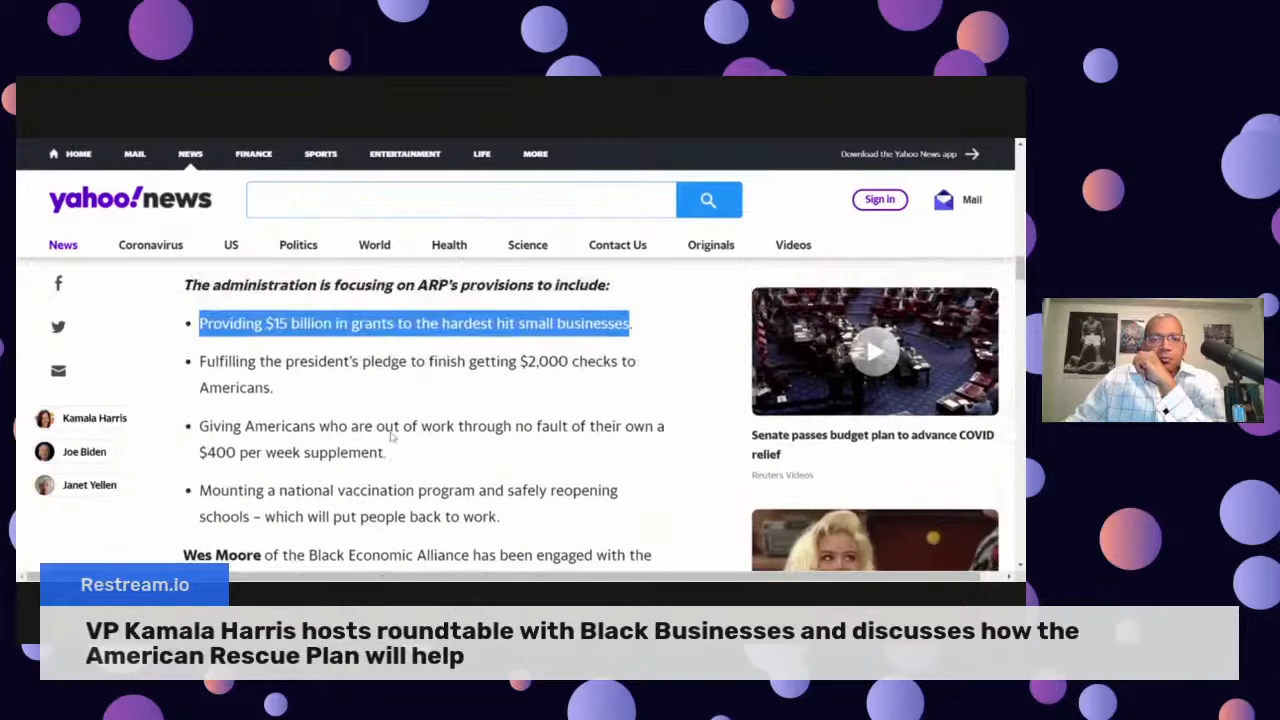 HOME MAIL NEWS FINANCE SPORTS ENTERTAINMENT LIFE MORE Download the Yahoo News app
yahoo!news Sign in Mail
News Coronavirus US Politics World Health Science Contact Us Originals Videos
The administration is focusing on ARP's provisions to include:
• Providing $15 billion in grants to the hardest hit small businesses.
• Fulfilling the president's pledge to finish getting $2,000 checks to
Americans.
• Giving Americans who are out of work through no fault of their own a
$400 per week supplement.
• Mounting a national vaccination program and safely reopening
schools – which will put people back to work.
Wes Moore of the Black Economic Alliance has been engaged with the
Kamala Harris
Joe Biden
Janet Yellen
Senate passes budget plan to advance COVID
relief
Reuters Videos
Restream.io
VP Kamala Harris hosts roundtable with Black Businesses and discusses how the
American Rescue Plan will help